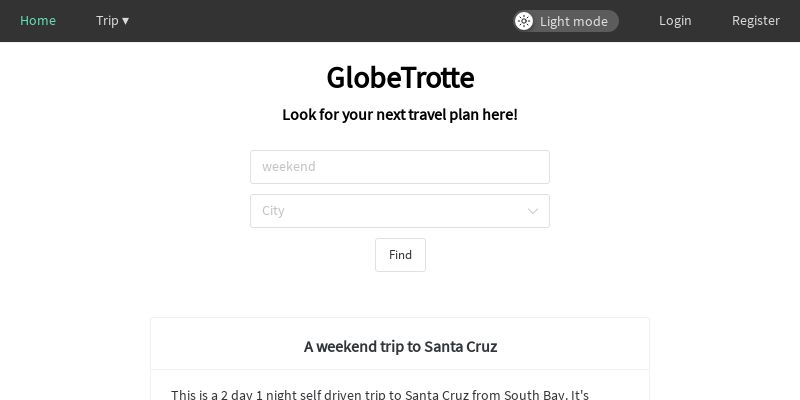 Home
Trip ▾
Light mode
Login
Register
GlobeTrotte
Look for your next travel plan here!
weekend
City
Find
A weekend trip to Santa Cruz
This is a 2 day 1 night self driven trip to Santa Cruz from South Bay. It's